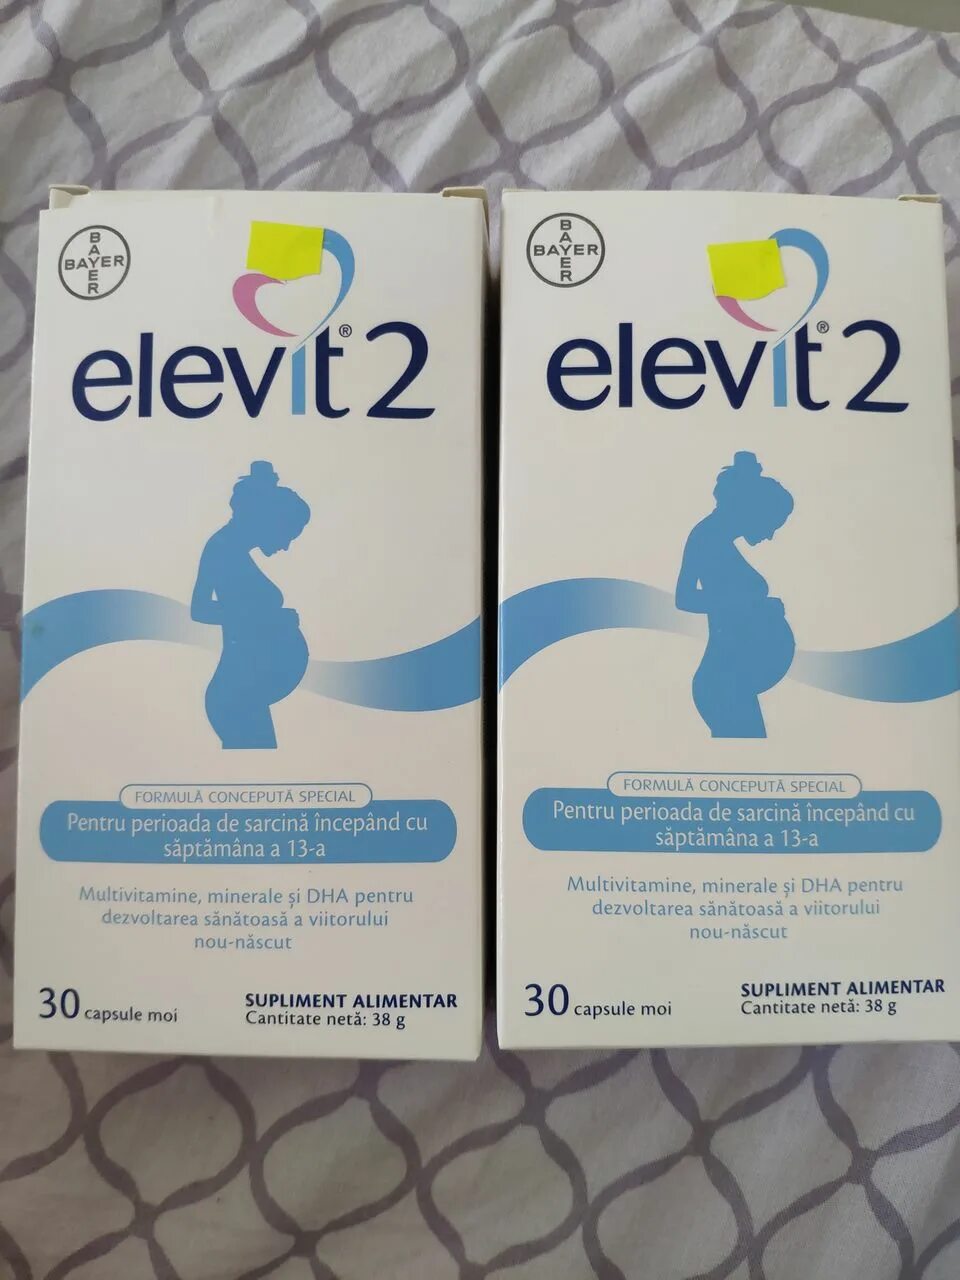 BAYER
BAYER
elevit®2
FORMULĂ CONCEPUTĂ SPECIAL
Pentru perioada de sarcină începând cu
săptămâna a 13-a
Multivitamine, minerale și DHA pentru
dezvoltarea sănătoasă a viitorului
nou-născut
30 capsule moi
SUPLIMENT ALIMENTAR
Cantitate netă: 38 g
BAYER
BAYER
elevit®2
FORMULĂ CONCEPUTĂ SPECIAL
Pentru perioada de sarcină începând cu
săptămâna a 13-a
Multivitamine, minerale și DHA pentru
dezvoltarea sănătoasă a viitorului
nou-născut
30 capsule moi
SUPLIMENT ALIMENTAR
Cantitate netă: 38 g